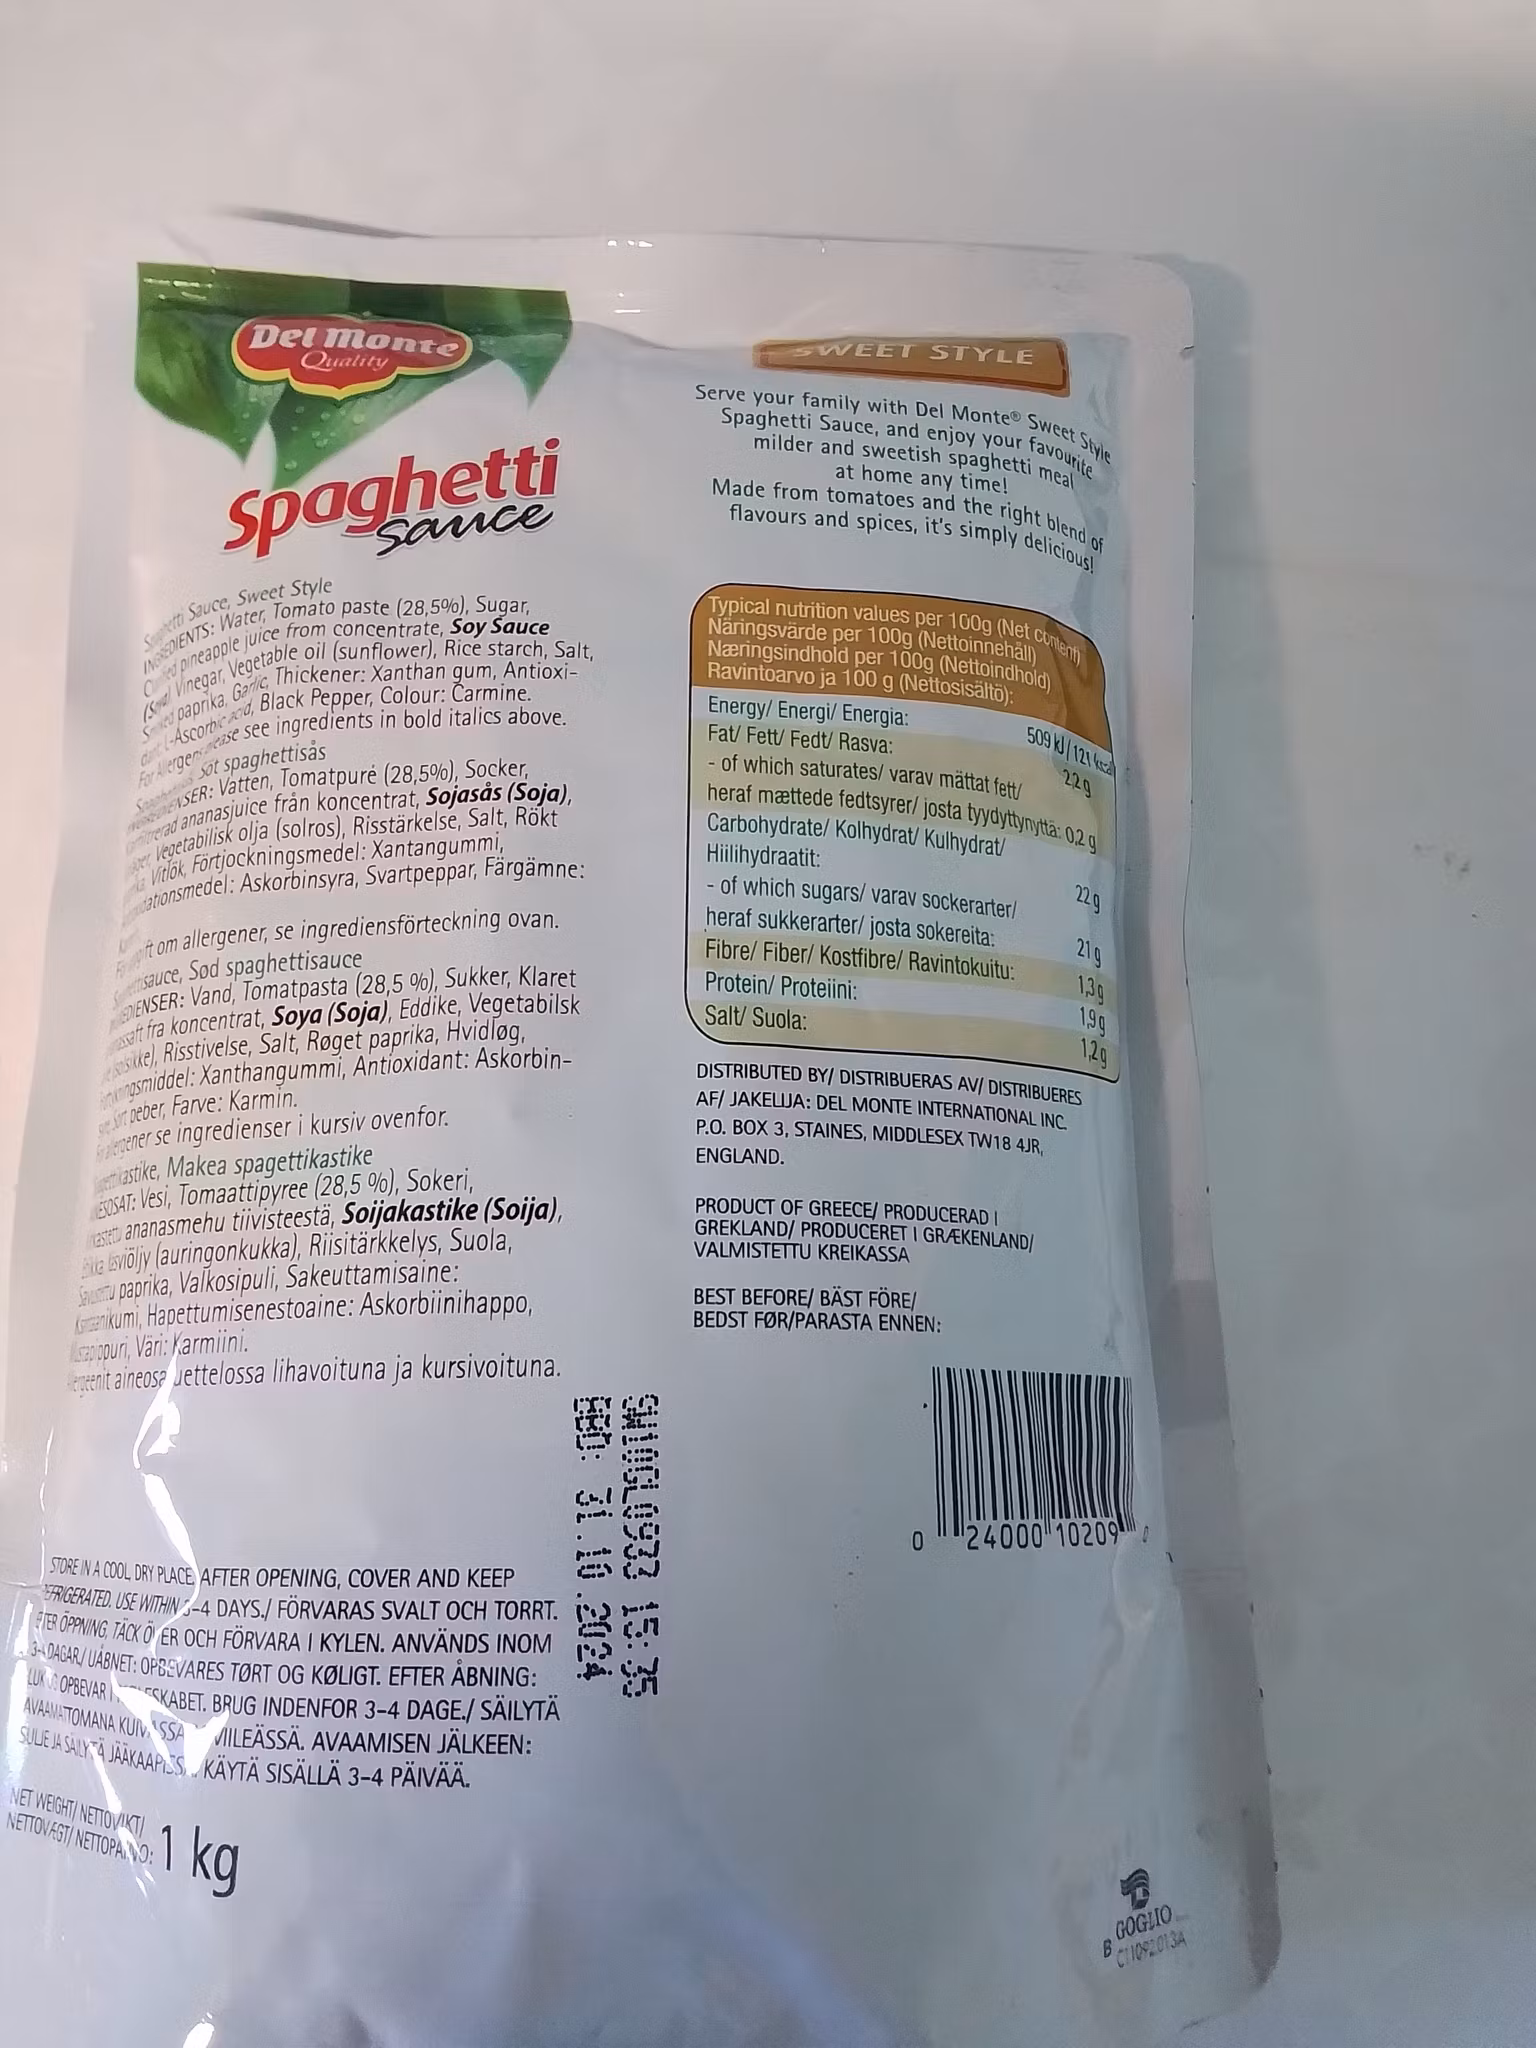 Del Monte
Quality
Spaghetti
sauce
Spaghetti Sauce, Sweet Style
INGREDIENTS: Water, Tomato paste (28,5%), Sugar,
Clarified pineapple juice from concentrate, Soy Sauce
(Soya), Vinegar, Vegetable oil (sunflower), Rice starch, Salt,
Smoked paprika, Garlic, Thickener: Xanthan gum, Antioxi-
dant: L-Ascorbic acid, Black Pepper, Colour: Carmine.
For Allergens please see ingredients in bold italics above.
Söt spaghettisås
Vatten, Tomatpuré (28,5%), Socker,
ananasjuice från koncentrat, Sojasås (Soja),
Vegetabilisk olja (solros), Risstärkelse, Salt, Rökt
Vitlök, Förtjockningsmedel: Xantangummi,
Askorbinsyra, Svartpeppar, Färgämne:
om allergener, se ingrediensförteckning ovan.
Sød spaghettisauce
Vand, Tomatpasta (28,5 %), Sukker, Klaret
fra koncentrat, Soya (Soja), Eddike, Vegetabilsk
Risstivelse, Salt, Røget paprika, Hvidløg,
Xanthangummi, Antioxidant: Askorbin-
peber, Farve: Karmin.
se ingredienser i kursiv ovenfor.
Makea spagettikastike
Vesi, Tomaattipyree (28,5 %), Sokeri,
ananasmehu tiivisteestä, Soijakastike (Soija),
(auringonkukka), Riisitärkkelys, Suola,
paprika, Valkosipuli, Sakeuttamisaine:
Hapettumisenestoaine: Askorbiinihappo,
Väri: Karmiini.
lihavoituna ja kursivoituna.
STORE IN A COOL, DRY PLACE. AFTER OPENING, COVER AND KEEP
REFRIGERATED. USE WITHIN 3-4 DAYS./ FÖRVARAS SVALT OCH TORRT.
EFTER ÖPPNING, TÄCK ÖVER OCH FÖRVARA I KYLEN. ANVÄNDS INOM
3-4 DAGAR./ UÅBNET: OPBEVARES TØRT OG KØLIGT. EFTER ÅBNING:
OPBEVAR I BRUG INDENFOR 3-4 DAGE./ SÄILYTÄ
AVAAMATTOMANA VIILEÄSSÄ. AVAAMISEN JÄLKEEN:
SULJE JA SÄILYTÄ JÄÄKAAPISSA. KÄYTÄ SISÄLLÄ 3-4 PÄIVÄÄ.
NET WEIGHT/ NETTOVIKT/
NETTOVÆGT/ NETTOPAINO:
1 kg
31.10.2024
15:35
SWEET STYLE
Serve your family with Del Monte® Sweet Style
Spaghetti Sauce, and enjoy your favourite
milder and sweetish spaghetti meal
at home any time!
Made from tomatoes and the right blend of
flavours and spices, it's simply delicious!
Typical nutrition values per 100g (Net content)
Näringsvärde per 100g (Nettoinnehåll)
Næringsindhold per 100g (Nettoindhold)
Ravintoarvo ja 100 g (Nettosisältö):
Energy/ Energi/ Energia: 509 kJ/121 kcal
Fat/ Fett/ Fedt/ Rasva: 2,2 g
- of which saturates/ varav mättat fett/
heraf mættede fedtsyrer/ josta tyydyttynyttä: 0,2 g
Carbohydrate/ Kolhydrat/ Kulhydrat/
Hiilihydraatit: 22 g
- of which sugars/ varav sockerarter/
heraf sukkerarter/ josta sokereita: 21 g
Fibre/ Fiber/ Kostfibre/ Ravintokuitu: 1,3 g
Protein/ Proteiini: 1,9 g
Salt/ Suola: 1,2 g
DISTRIBUTED BY/ DISTRIBUERAS AV/ DISTRIBUERES
AF/ JAKELIJA: DEL MONTE INTERNATIONAL INC.
P.O. BOX 3, STAINES, MIDDLESEX TW18 4JR,
ENGLAND.
PRODUCT OF GREECE/ PRODUCERAD I
GREKLAND/ PRODUCERET I GRÆKENLAND/
VALMISTETTU KREIKASSA
BEST BEFORE/ BÄST FÖRE/
BEDST FØR/PARASTA ENNEN:
0 24000 10209 0
GOGLIO
B C11092013A